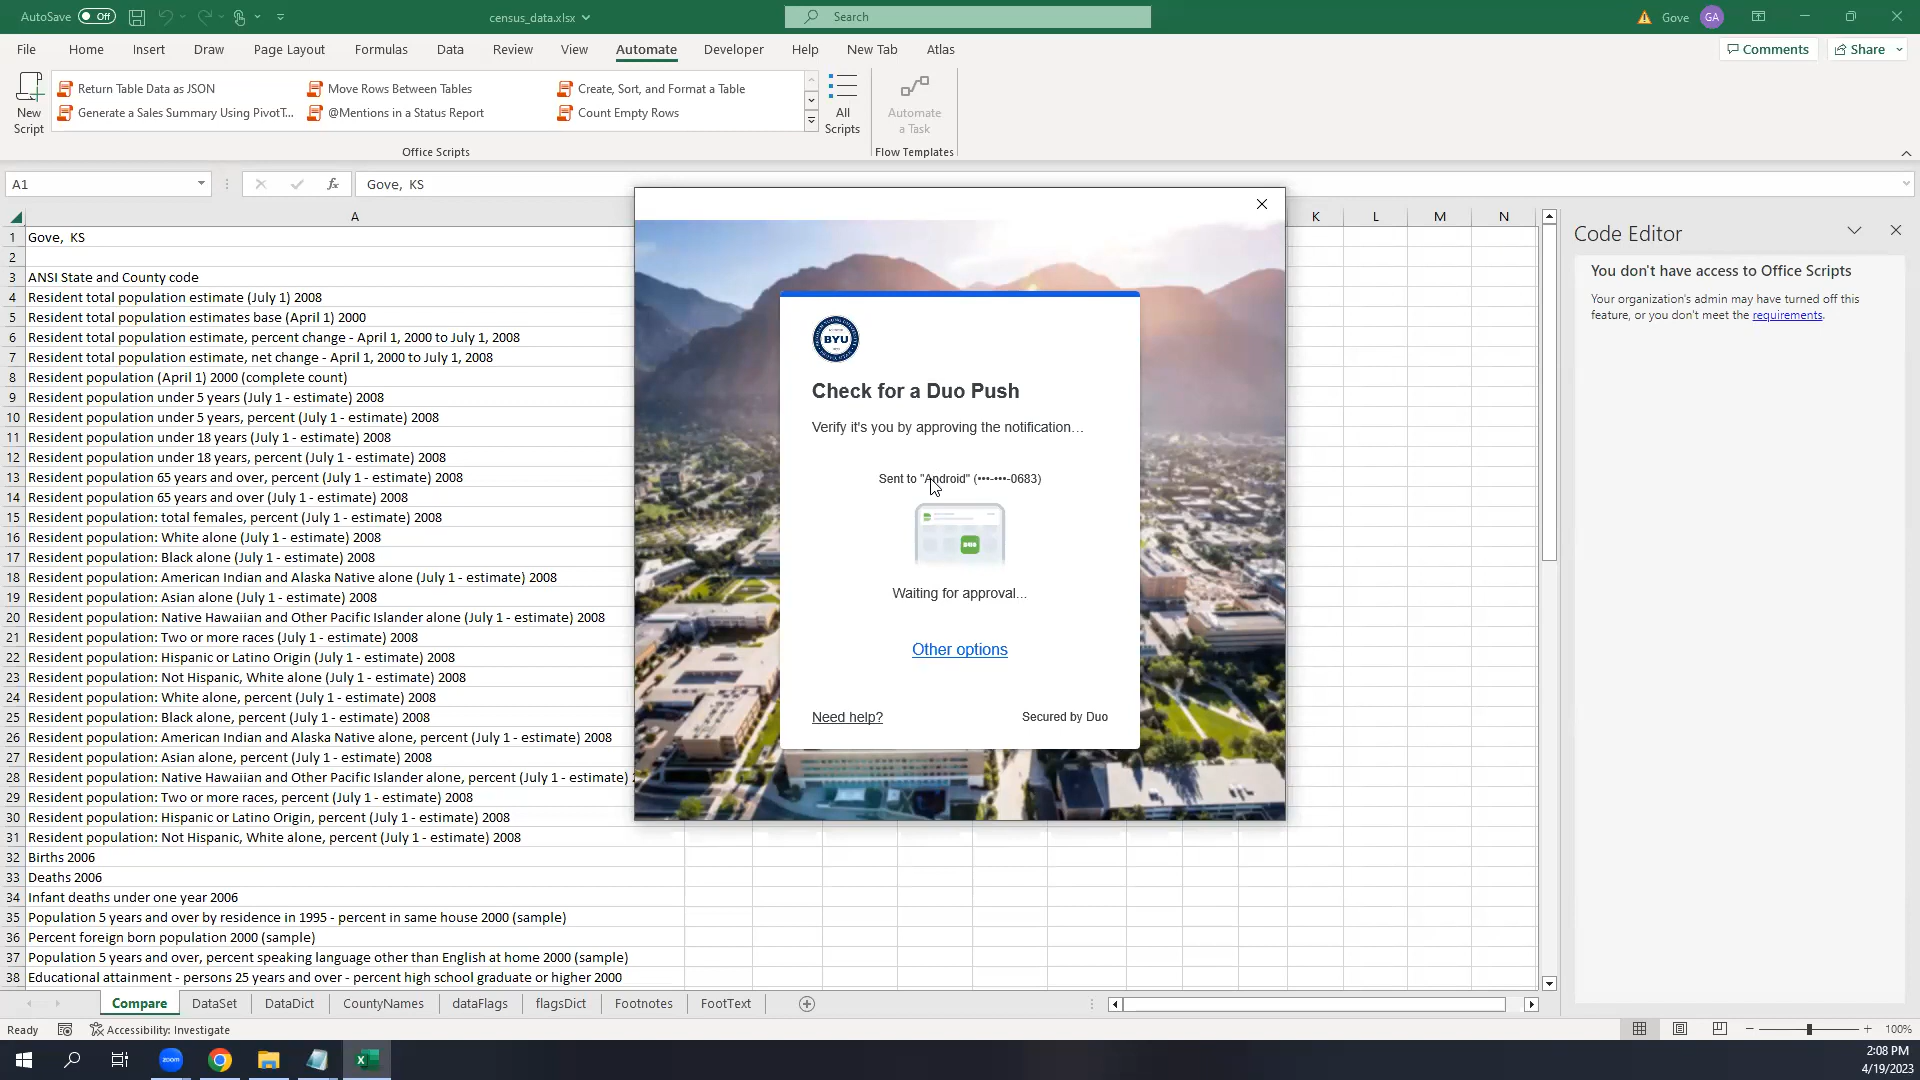 AutoSave Off
census_data.xlsx
Search
Gove GA
File Home Insert Draw Page Layout Formulas Data Review View Automate Developer Help New Tab Atlas
Comments Share
New Script
Return Table Data as JSON
Move Rows Between Tables
Create, Sort, and Format a Table
Generate a Sales Summary Using PivotT...
@Mentions in a Status Report
Count Empty Rows
All Scripts
Automate a Task
Office Scripts
Flow Templates
A1
fx
Gove, KS
A K L M N
1 Gove, KS
2
3 ANSI State and County code
4 Resident total population estimate (July 1) 2008
5 Resident total population estimates base (April 1) 2000
6 Resident total population estimate, percent change - April 1, 2000 to July 1, 2008
7 Resident total population estimate, net change - April 1, 2000 to July 1, 2008
8 Resident population (April 1) 2000 (complete count)
9 Resident population under 5 years (July 1 - estimate) 2008
10 Resident population under 5 years, percent (July 1 - estimate) 2008
11 Resident population under 18 years (July 1 - estimate) 2008
12 Resident population under 18 years, percent (July 1 - estimate) 2008
13 Resident population 65 years and over, percent (July 1 - estimate) 2008
14 Resident population 65 years and over (July 1 - estimate) 2008
15 Resident population: total females, percent (July 1 - estimate) 2008
16 Resident population: White alone (July 1 - estimate) 2008
17 Resident population: Black alone (July 1 - estimate) 2008
18 Resident population: American Indian and Alaska Native alone (July 1 - estimate) 2008
19 Resident population: Asian alone (July 1 - estimate) 2008
20 Resident population: Native Hawaiian and Other Pacific Islander alone (July 1 - estimate) 2008
21 Resident population: Two or more races (July 1 - estimate) 2008
22 Resident population: Hispanic or Latino Origin (July 1 - estimate) 2008
23 Resident population: Not Hispanic, White alone (July 1 - estimate) 2008
24 Resident population: White alone, percent (July 1 - estimate) 2008
25 Resident population: Black alone, percent (July 1 - estimate) 2008
26 Resident population: American Indian and Alaska Native alone, percent (July 1 - estimate) 2008
27 Resident population: Asian alone, percent (July 1 - estimate) 2008
28 Resident population: Native Hawaiian and Other Pacific Islander alone, percent (July 1 - estimate)
29 Resident population: Two or more races, percent (July 1 - estimate) 2008
30 Resident population: Hispanic or Latino Origin, percent (July 1 - estimate) 2008
31 Resident population: Not Hispanic, White alone, percent (July 1 - estimate) 2008
32 Births 2006
33 Deaths 2006
34 Infant deaths under one year 2006
35 Population 5 years and over by residence in 1995 - percent in same house 2000 (sample)
36 Percent foreign born population 2000 (sample)
37 Population 5 years and over, percent speaking language other than English at home 2000 (sample)
38 Educational attainment - persons 25 years and over - percent high school graduate or higher 2000
BYU
Check for a Duo Push
Verify it's you by approving the notification...
Sent to "Android" (•••-•••-0683)
Waiting for approval...
Other options
Need help?
Secured by Duo
Code Editor
You don't have access to Office Scripts
Your organization's admin may have turned off this
feature, or you don't meet the requirements.
Compare DataSet DataDict CountyNames dataFlags flagsDict Footnotes FootText
Ready
Accessibility: Investigate
100%
zoom
2:08 PM
4/19/2023